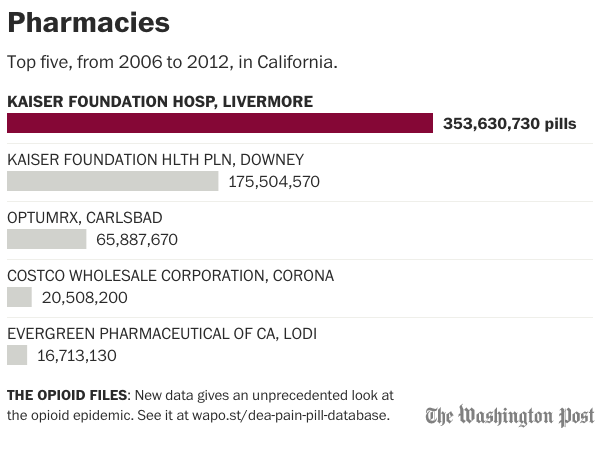 Pharmacies
Top five, from 2006 to 2012, in California.
KAISER FOUNDATION HOSP, LIVERMORE
353,630,730 pills
KAISER FOUNDATION HLTH PLN, DOWNEY
175,504,570
OPTUMRX, CARLSBAD
65,887,670
COSTCO WHOLESALE CORPORATION, CORONA
20,508,200
EVERGREEN PHARMACEUTICAL OF CA, LODI
16,713,130
THE OPIOID FILES: New data gives an unprecedented look at
the opioid epidemic. See it at wapo.st/dea-pain-pill-database.
The Washington Post